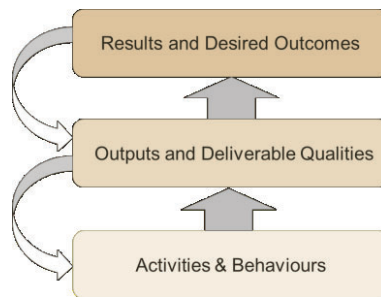 Results and Desired Outcomes
Outputs and Deliverable Qualities
Activities & Behaviours